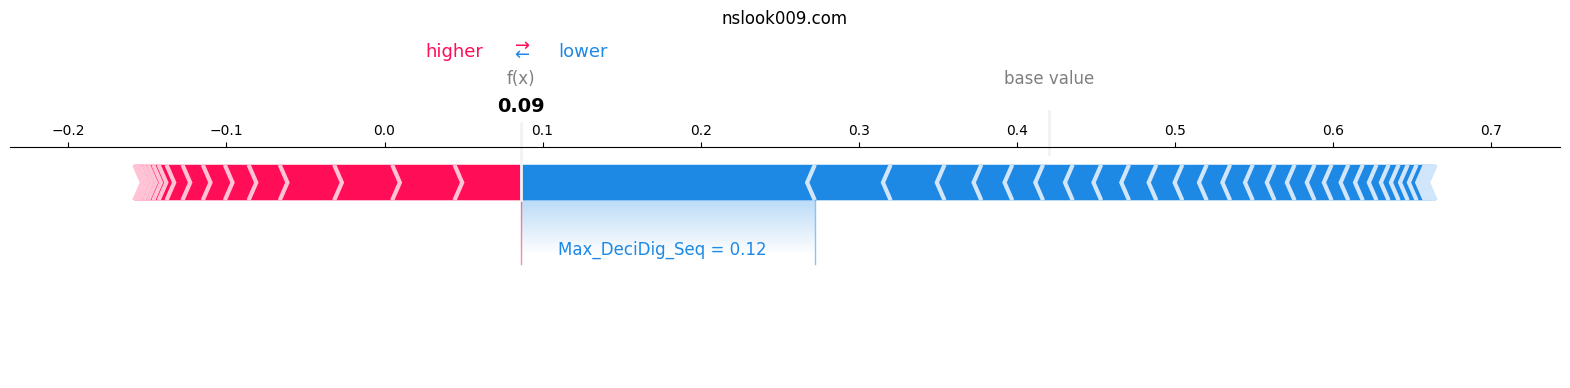 nslook009.com
higher → ← lower
f(x) base value
0.09
−0.2 −0.1 0.0 0.1 0.2 0.3 0.4 0.5 0.6 0.7
Max_DeciDig_Seq = 0.12